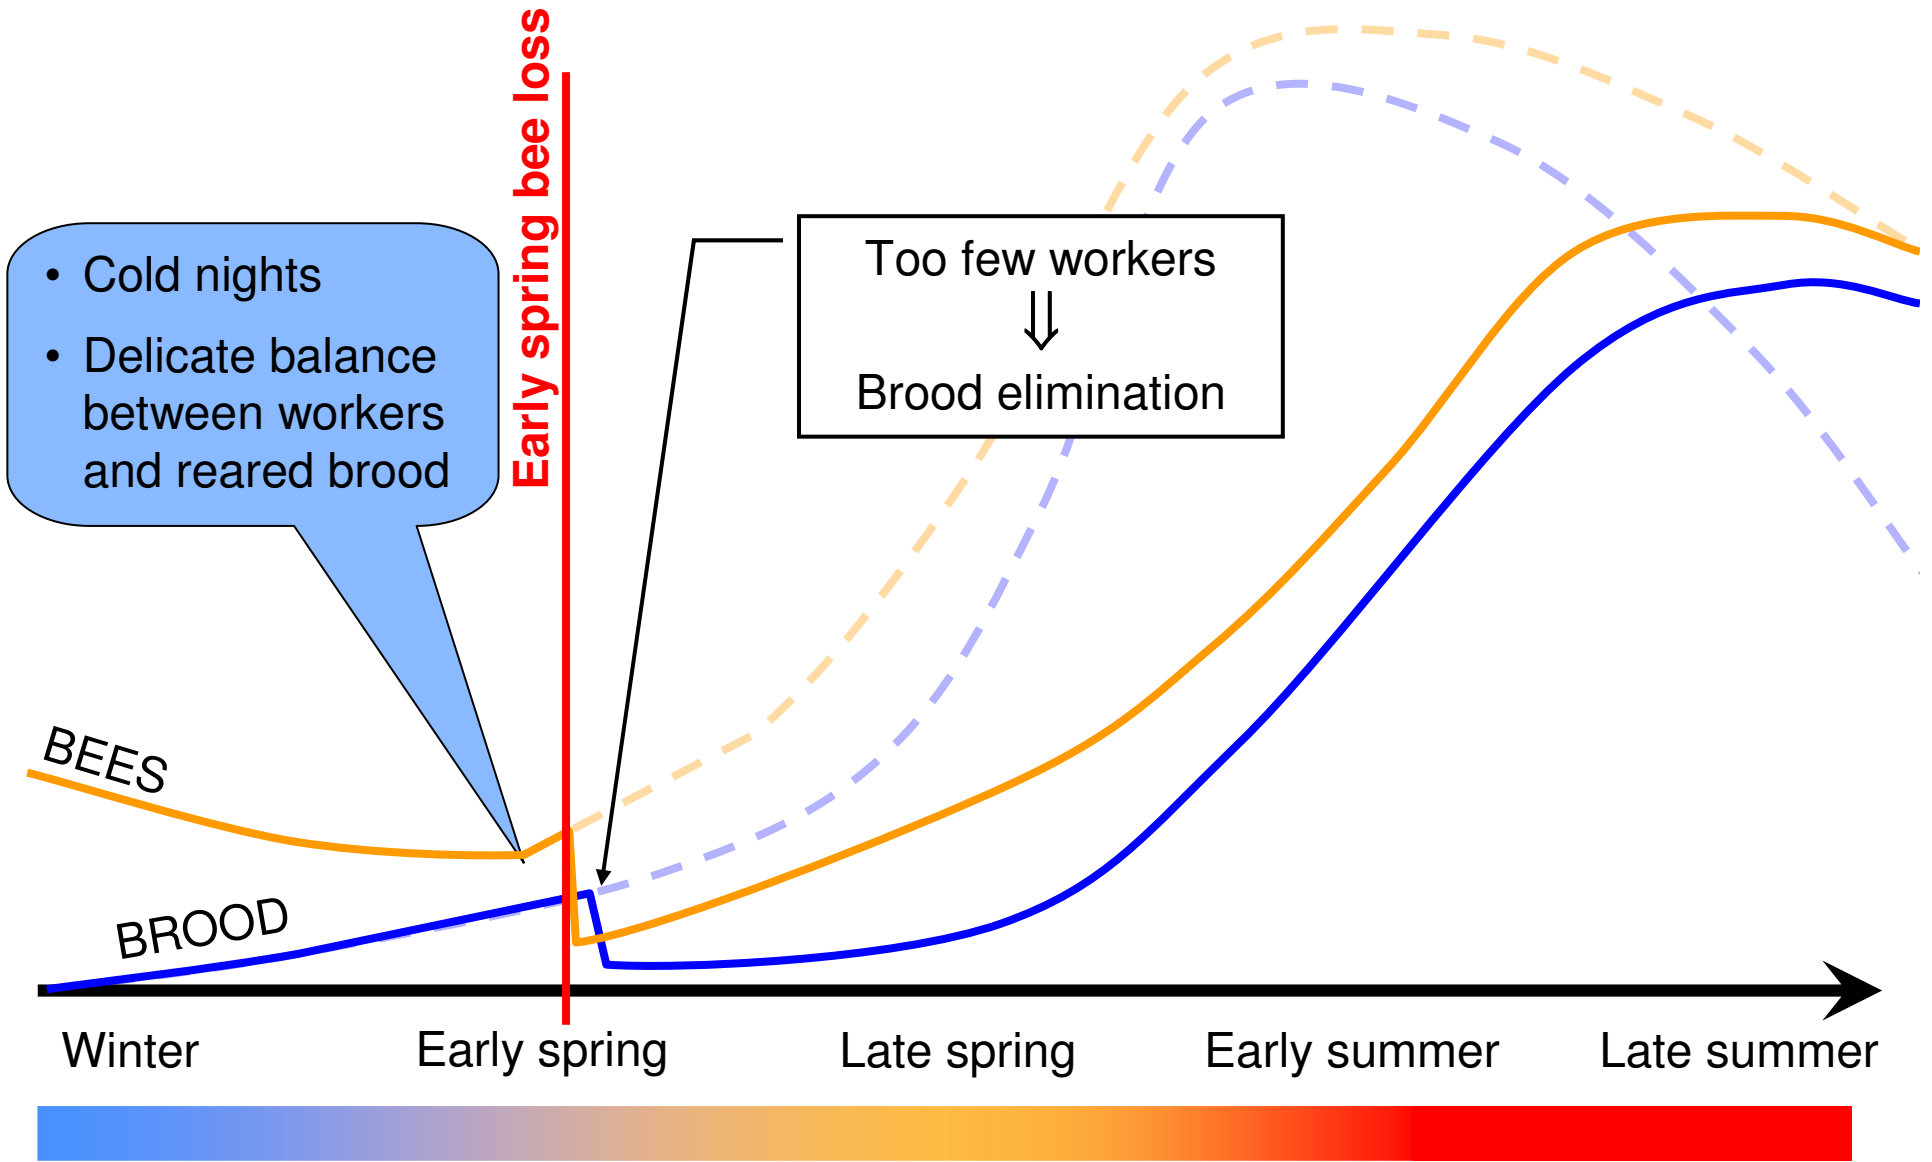 Early spring bee loss
• Cold nights
• Delicate balance
between workers
and reared brood
Too few workers
⇓
Brood elimination
BEES
BROOD
Winter
Early spring
Late spring
Early summer
Late summer